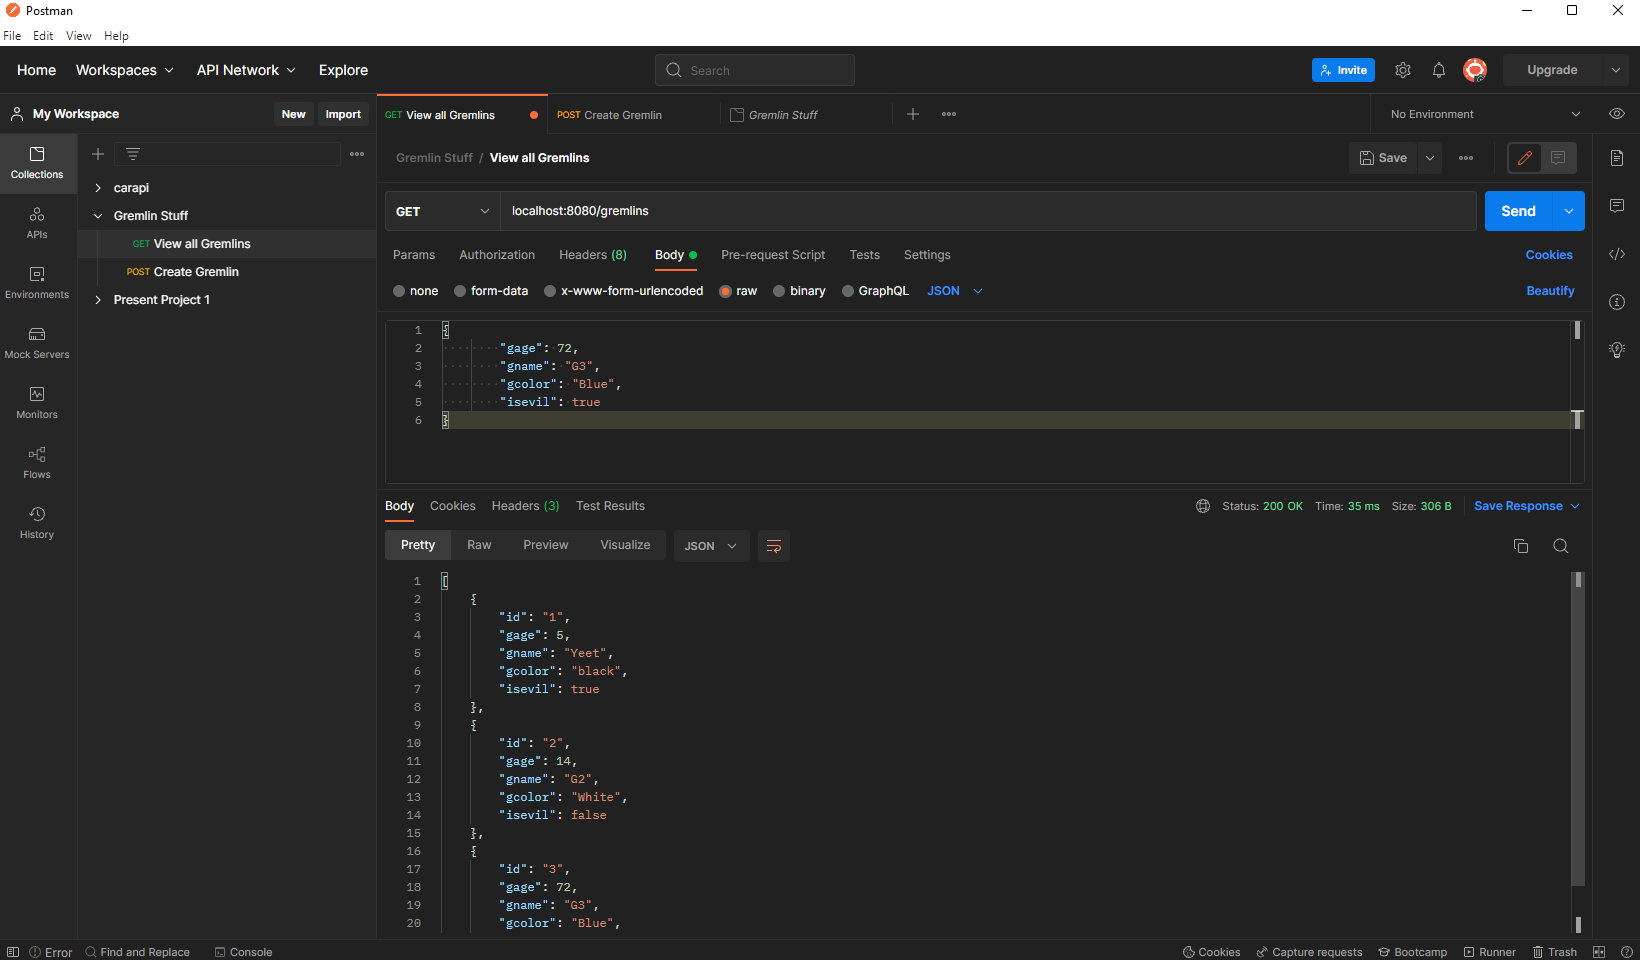 Postman
File Edit View Help
Home Workspaces API Network Explore Search Invite Upgrade
My Workspace New Import GET View all Gremlins POST Create Gremlin Gremlin Stuff No Environment
Gremlin Stuff / View all Gremlins Save
Collections
carapi
Gremlin Stuff
GET View all Gremlins
POST Create Gremlin
Present Project 1
APIs
Environments
Mock Servers
Monitors
Flows
History
GET localhost:8080/gremlins Send
Params Authorization Headers (8) Body Pre-request Script Tests Settings Cookies
none form-data x-www-form-urlencoded raw binary GraphQL JSON Beautify
1 {
2 "gage": 72,
3 "gname": "G3",
4 "gcolor": "Blue",
5 "isevil": true
6 }
Body Cookies Headers (3) Test Results Status: 200 OK Time: 35 ms Size: 306 B Save Response
Pretty Raw Preview Visualize JSON
1 [
2 {
3 "id": "1",
4 "gage": 5,
5 "gname": "Yeet",
6 "gcolor": "black",
7 "isevil": true
8 },
9 {
10 "id": "2",
11 "gage": 14,
12 "gname": "G2",
13 "gcolor": "White",
14 "isevil": false
15 },
16 {
17 "id": "3",
18 "gage": 72,
19 "gname": "G3",
20 "gcolor": "Blue",
Error Find and Replace Console Cookies Capture requests Bootcamp Runner Trash